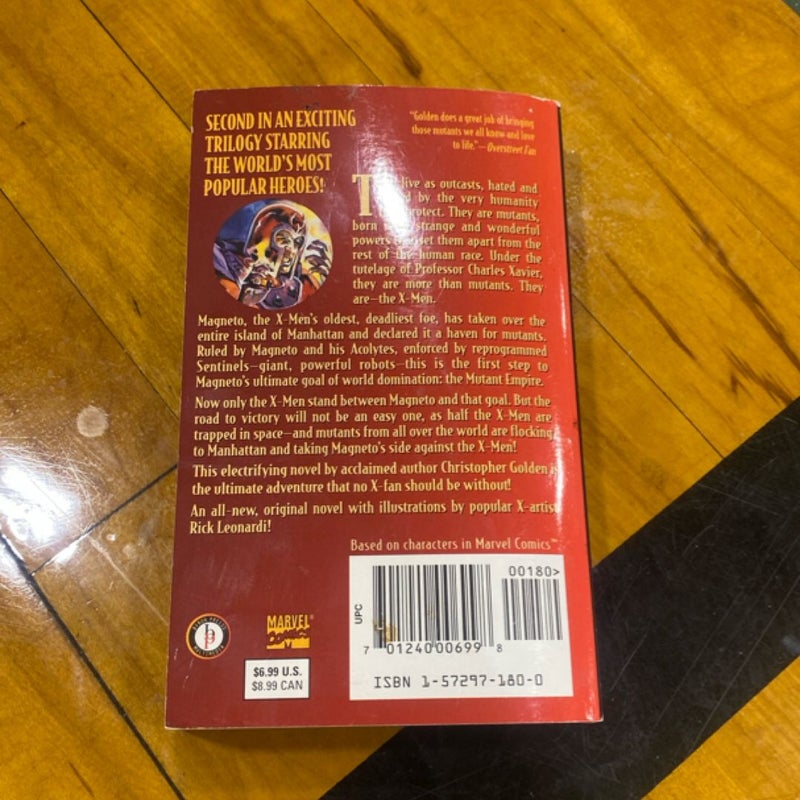 SECOND IN AN EXCITING
TRILOGY STARRING
THE WORLD'S MOST
POPULAR HEROES!
"Golden does a great job of bringing
those mutants we all know and love
to life."—Overstreet Fan
live as outcasts, hated and
by the very humanity
protect. They are mutants,
born strange and wonderful
powers set them apart from the
rest of the human race. Under the
tutelage of Professor Charles Xavier,
they are more than mutants. They
are—the X-Men.
Magneto, the X-Men's oldest, deadliest foe, has taken over the
entire island of Manhattan and declared it a haven for mutants.
Ruled by Magneto and his Acolytes, enforced by reprogrammed
Sentinels—giant, powerful robots—this is the first step to
Magneto's ultimate goal of world domination: the Mutant Empire.
Now only the X-Men stand between Magneto and that goal. But the
road to victory will not be an easy one, as half the X-Men are
trapped in space—and mutants from all over the world are flocking
to Manhattan and taking Magneto's side against the X-Men!
This electrifying novel by acclaimed author Christopher Golden is
the ultimate adventure that no X-fan should be without!
An all-new, original novel with illustrations by popular X-artist
Rick Leonardi!
Based on characters in Marvel Comics™
MARVEL®
COMICS
$6.99 U.S.
$8.99 CAN
UPC
00180>
7 0124000699 8
ISBN 1-57297-180-0